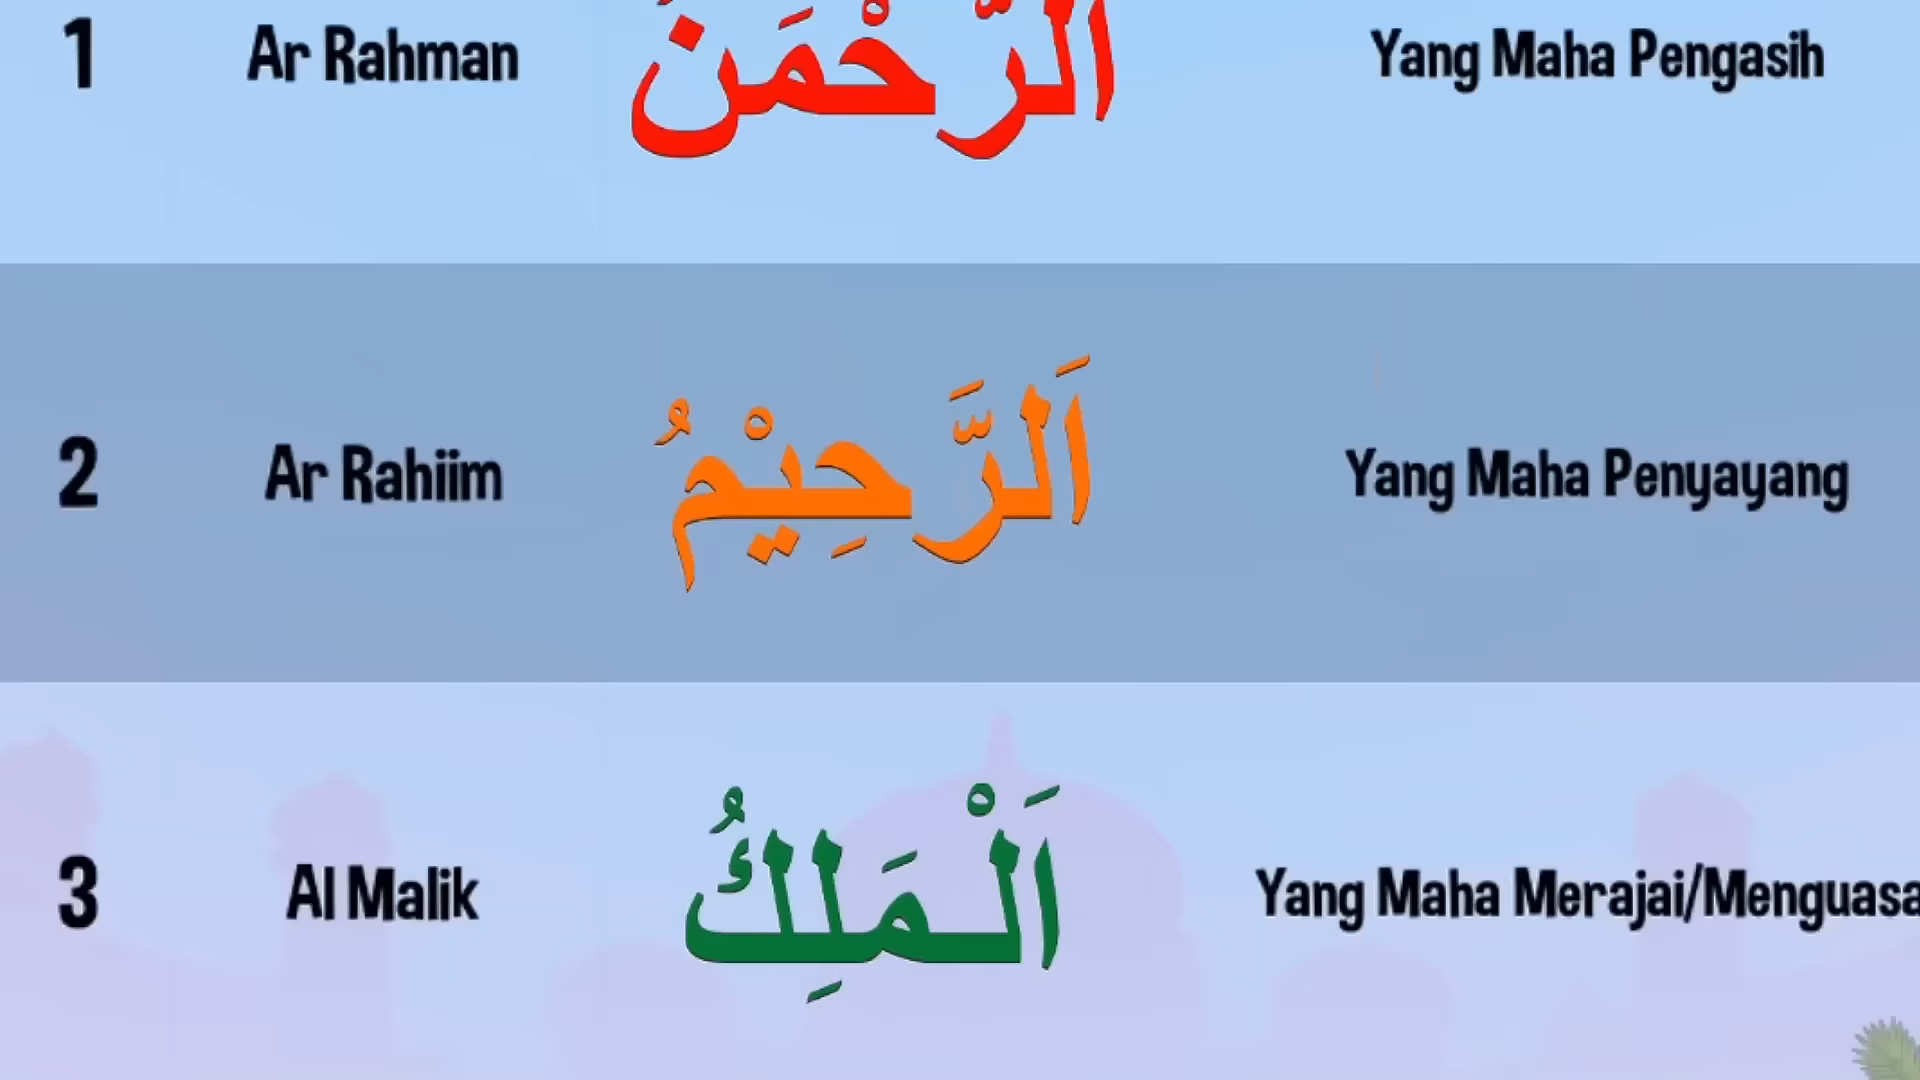 1 Ar Rahman اَلرَّحْمَنُ Yang Maha Pengasih
2 Ar Rahiim اَلرَّحِيْمُ Yang Maha Penyayang
3 Al Malik اَلْمَلِكُ Yang Maha Merajai/Menguasa